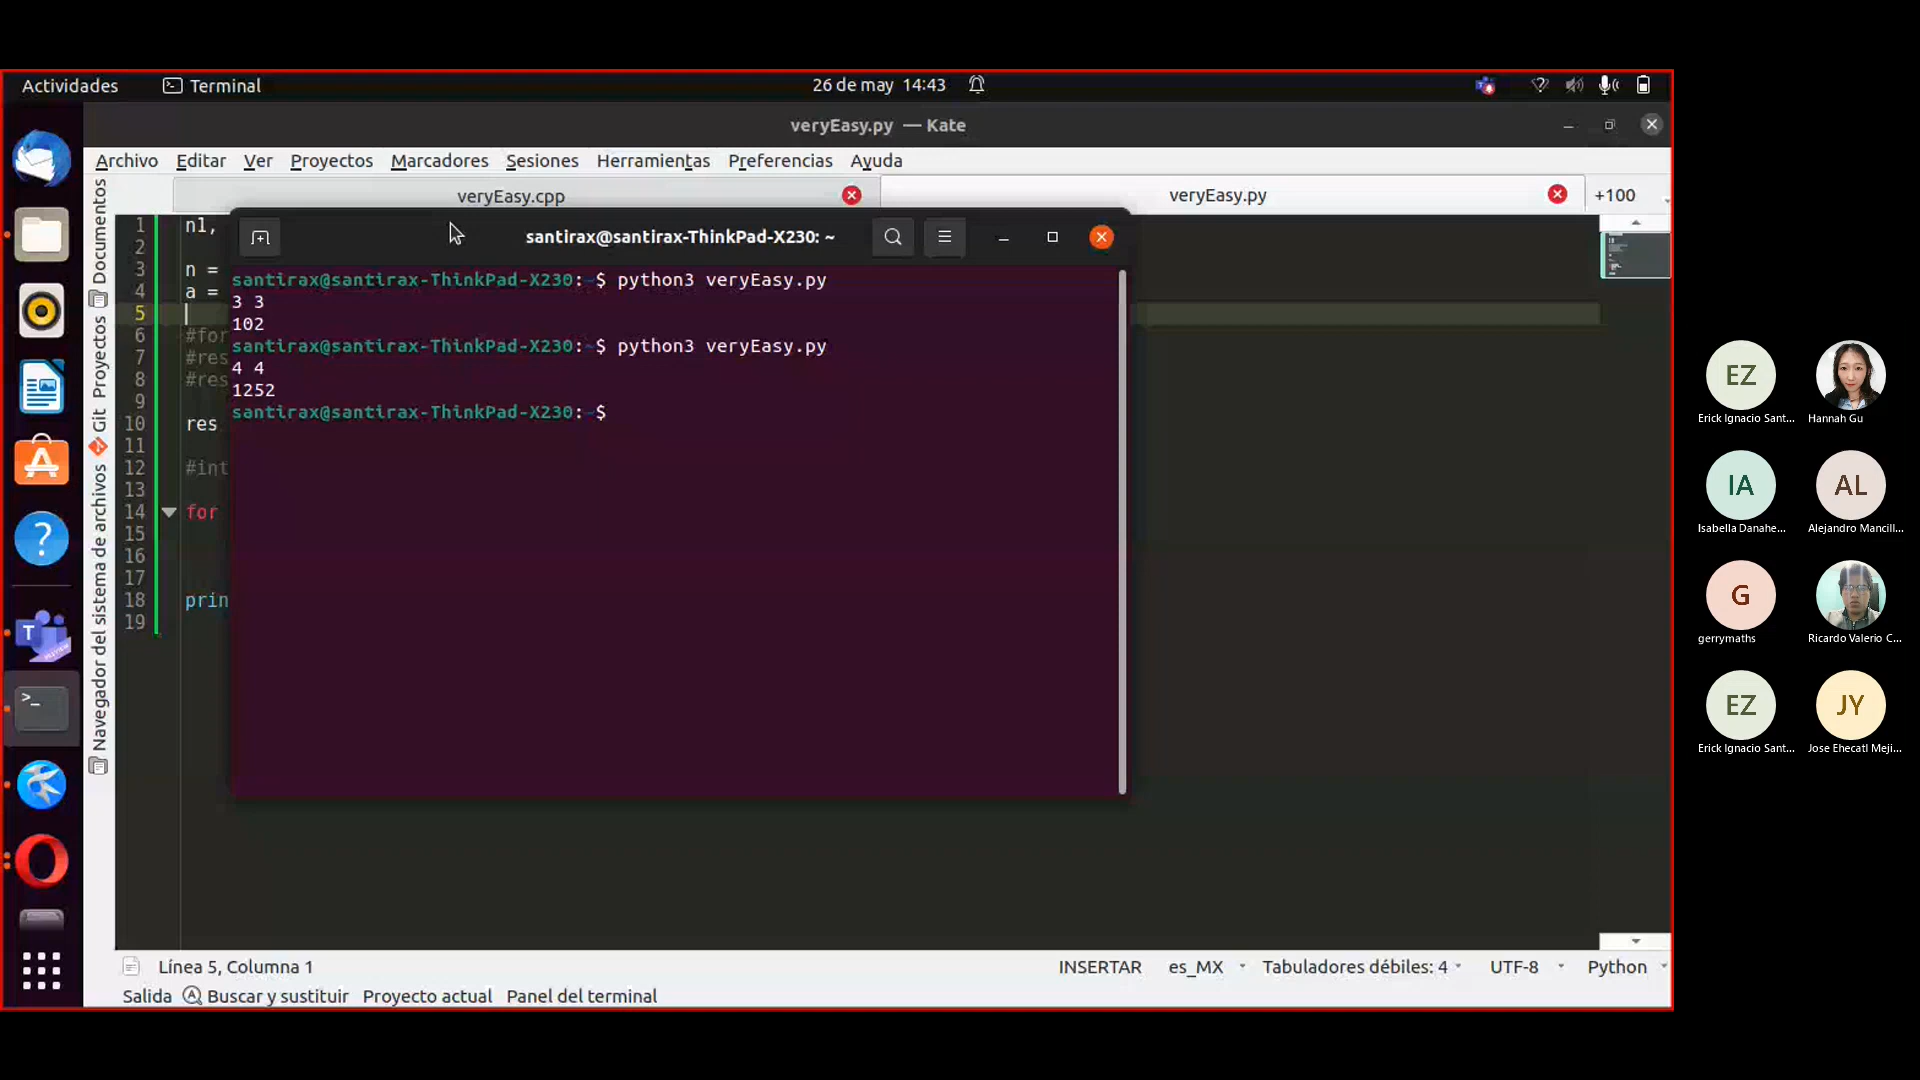 Actividades
Terminal
26 de may 14:43
veryEasy.py — Kate
Archivo Editar Ver Proyectos Marcadores Sesiones Herramientas Preferencias Ayuda
veryEasy.cpp
veryEasy.py
+100
Documentos
Proyectos
Git
Navegador del sistema de archivos
santirax@santirax-ThinkPad-X230: ~
santirax@santirax-ThinkPad-X230:~$ python3 veryEasy.py
3 3
102
santirax@santirax-ThinkPad-X230:~$ python3 veryEasy.py
4 4
1252
santirax@santirax-ThinkPad-X230:~$
1 n1,
2
3 n =
4 a =
5
6 #for
7 #res
8 #res
9
10 res
11
12 #int
13
14 for
15
16
17
18 prin
19
Línea 5, Columna 1
INSERTAR
es_MX
Tabuladores débiles: 4
UTF-8
Python
Salida
Buscar y sustituir
Proyecto actual
Panel del terminal
EZ
Erick Ignacio Sant...
Hannah Gu
IA
Isabella Danahe...
AL
Alejandro Mancill...
G
gerrymaths
Ricardo Valerio C...
EZ
Erick Ignacio Sant...
JY
Jose Ehecatl Meji...